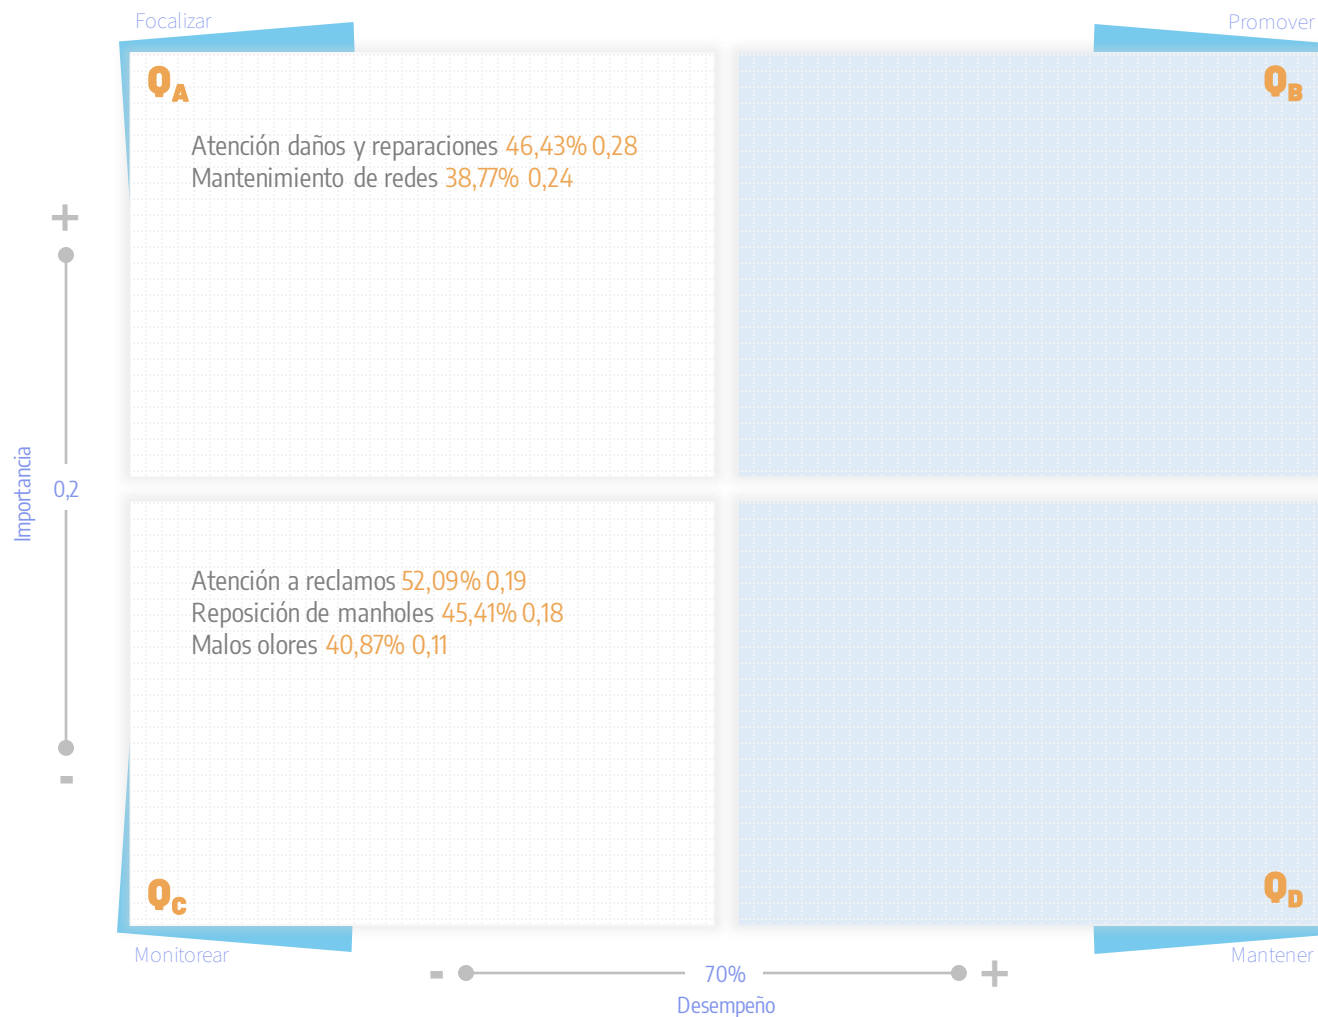 Focalizar
Promover
QA
QB
Atención daños y reparaciones 46,43% 0,28
Mantenimiento de redes 38,77% 0,24
+
Importancia
0,2
Atención a reclamos 52,09% 0,19
Reposición de manholes 45,41% 0,18
Malos olores 40,87% 0,11
-
QC
QD
Monitorear
Mantener
- 70% +
Desempeño